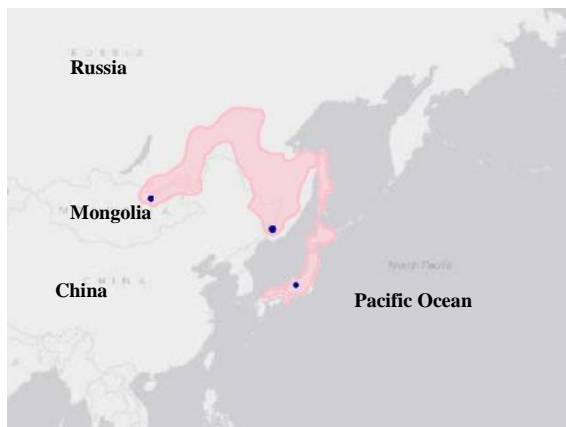 RUSSIA
Russia
Mongolia
CHINA
China
North Pacific
Pacific Ocean